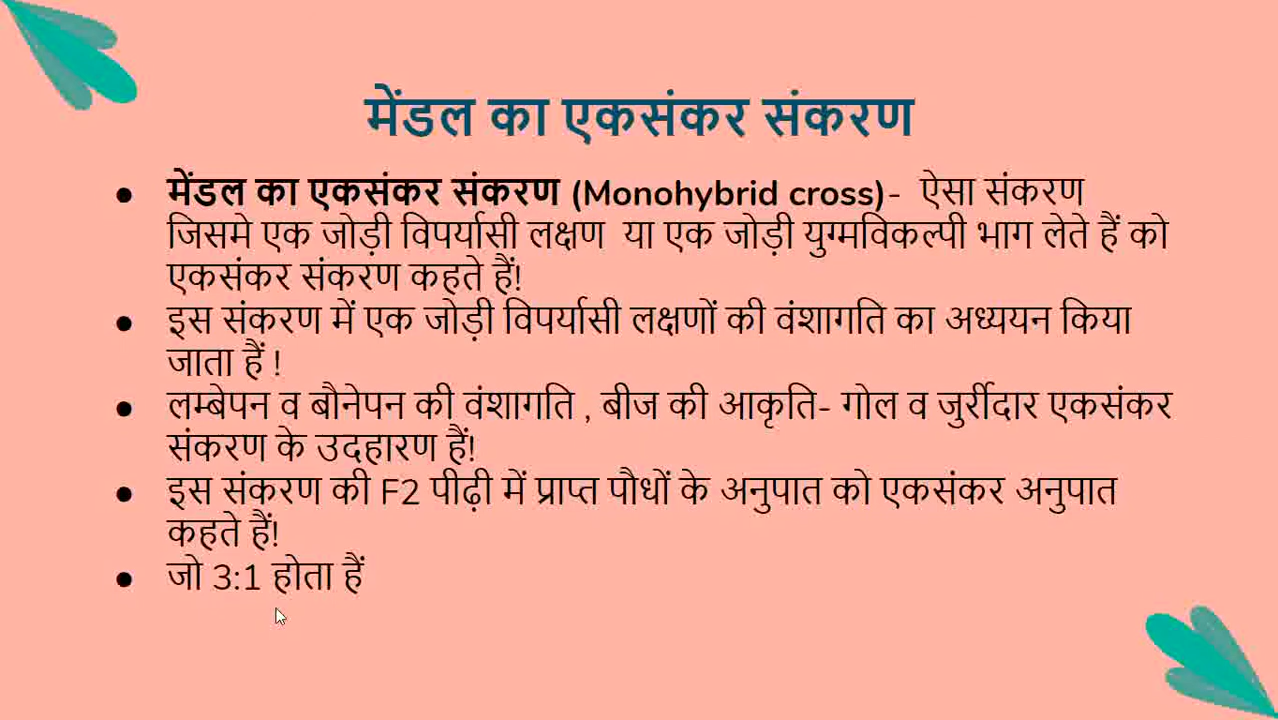 मेंडल का एकसंकर संकरण
● मेंडल का एकसंकर संकरण (Monohybrid cross)- ऐसा संकरण
जिसमे एक जोड़ी विपर्यासी लक्षण या एक जोड़ी युग्मविकल्पी भाग लेते हैं को
एकसंकर संकरण कहते हैं!
● इस संकरण में एक जोड़ी विपर्यासी लक्षणों की वंशागति का अध्ययन किया
जाता हैं !
● लम्बेपन व बौनेपन की वंशागति , बीज की आकृति- गोल व जुर्रीदार एकसंकर
संकरण के उदहारण हैं!
● इस संकरण की F2 पीढ़ी में प्राप्त पौधों के अनुपात को एकसंकर अनुपात
कहते हैं!
● जो 3:1 होता हैं